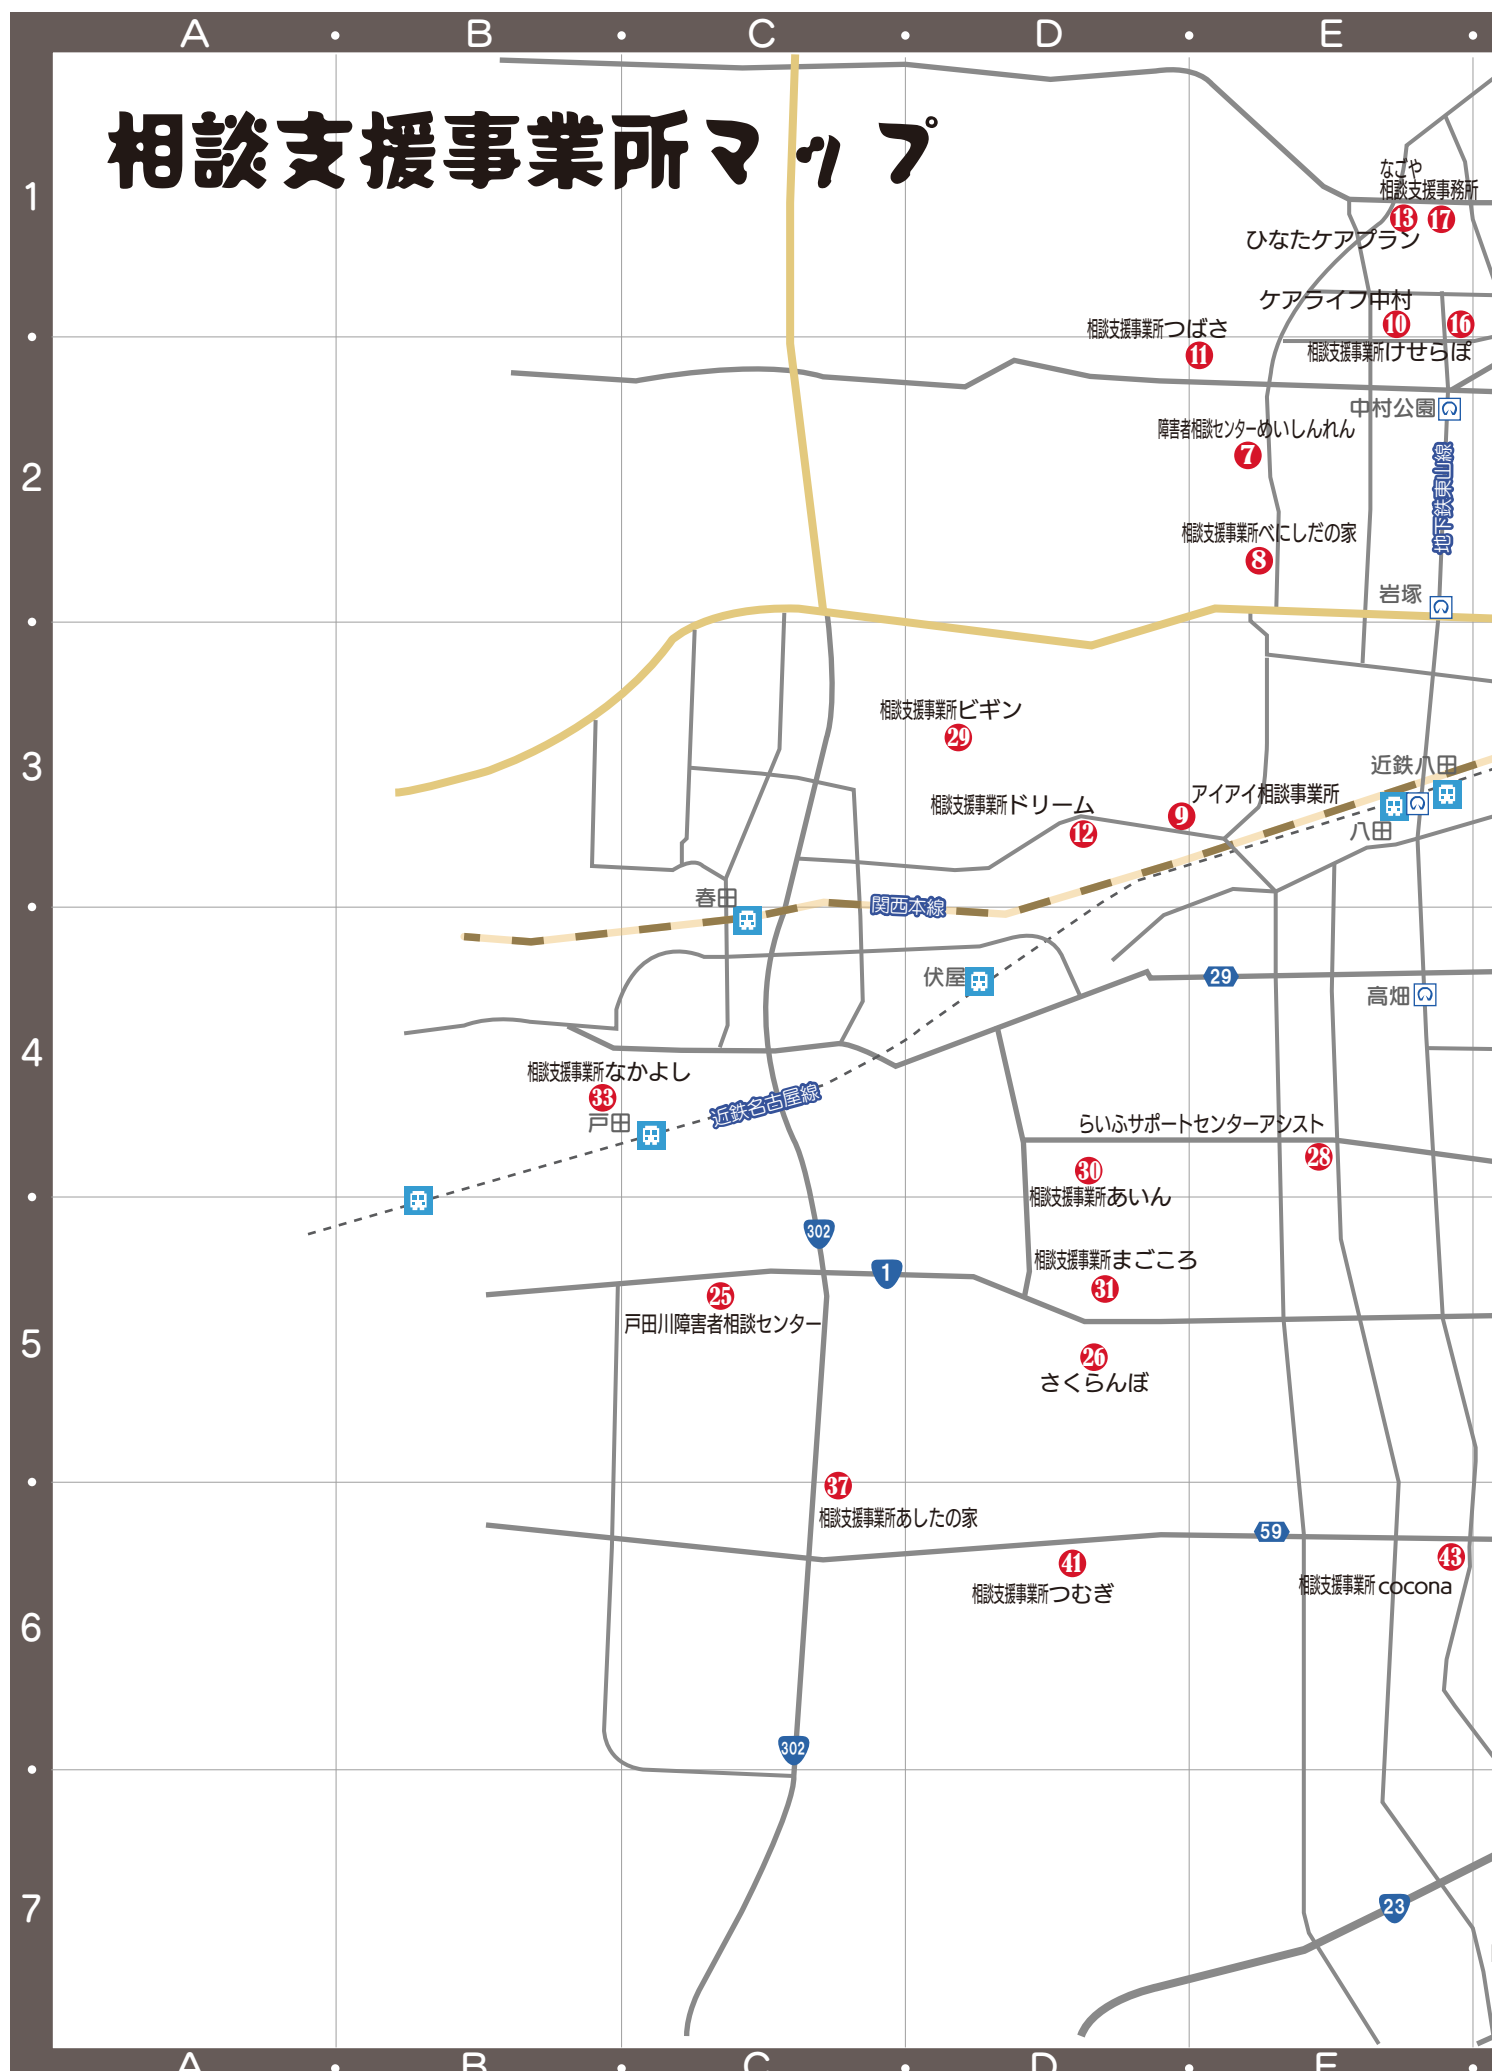 A
B
C
D
E
相談支援事業所マップ
1
なごや
相談支援事務所
13
17
ひなたケアプラン
ケアライフ中村
10
16
相談支援事業所つばさ
11
相談支援事業所けせらぽ
中村公園
2
障害者相談センターめいしんれん
7
地下鉄東山線
相談支援事業所べにしだの家
8
岩塚
3
相談支援事業所ビギン
29
近鉄八田
アイアイ相談事業所
9
相談支援事業所ドリーム
12
八田
春田
関西本線
伏屋
29
高畑
4
相談支援事業所なかよし
33
戸田
近鉄名古屋線
らいふサポートセンターアシスト
28
30
相談支援事業所あいん
302
相談支援事業所まごころ
31
1
25
戸田川障害者相談センター
5
26
さくらんぼ
37
相談支援事業所あしたの家
59
41
相談支援事業所つむぎ
43
相談支援事業所cocona
6
302
7
23
A
B
C
D
E